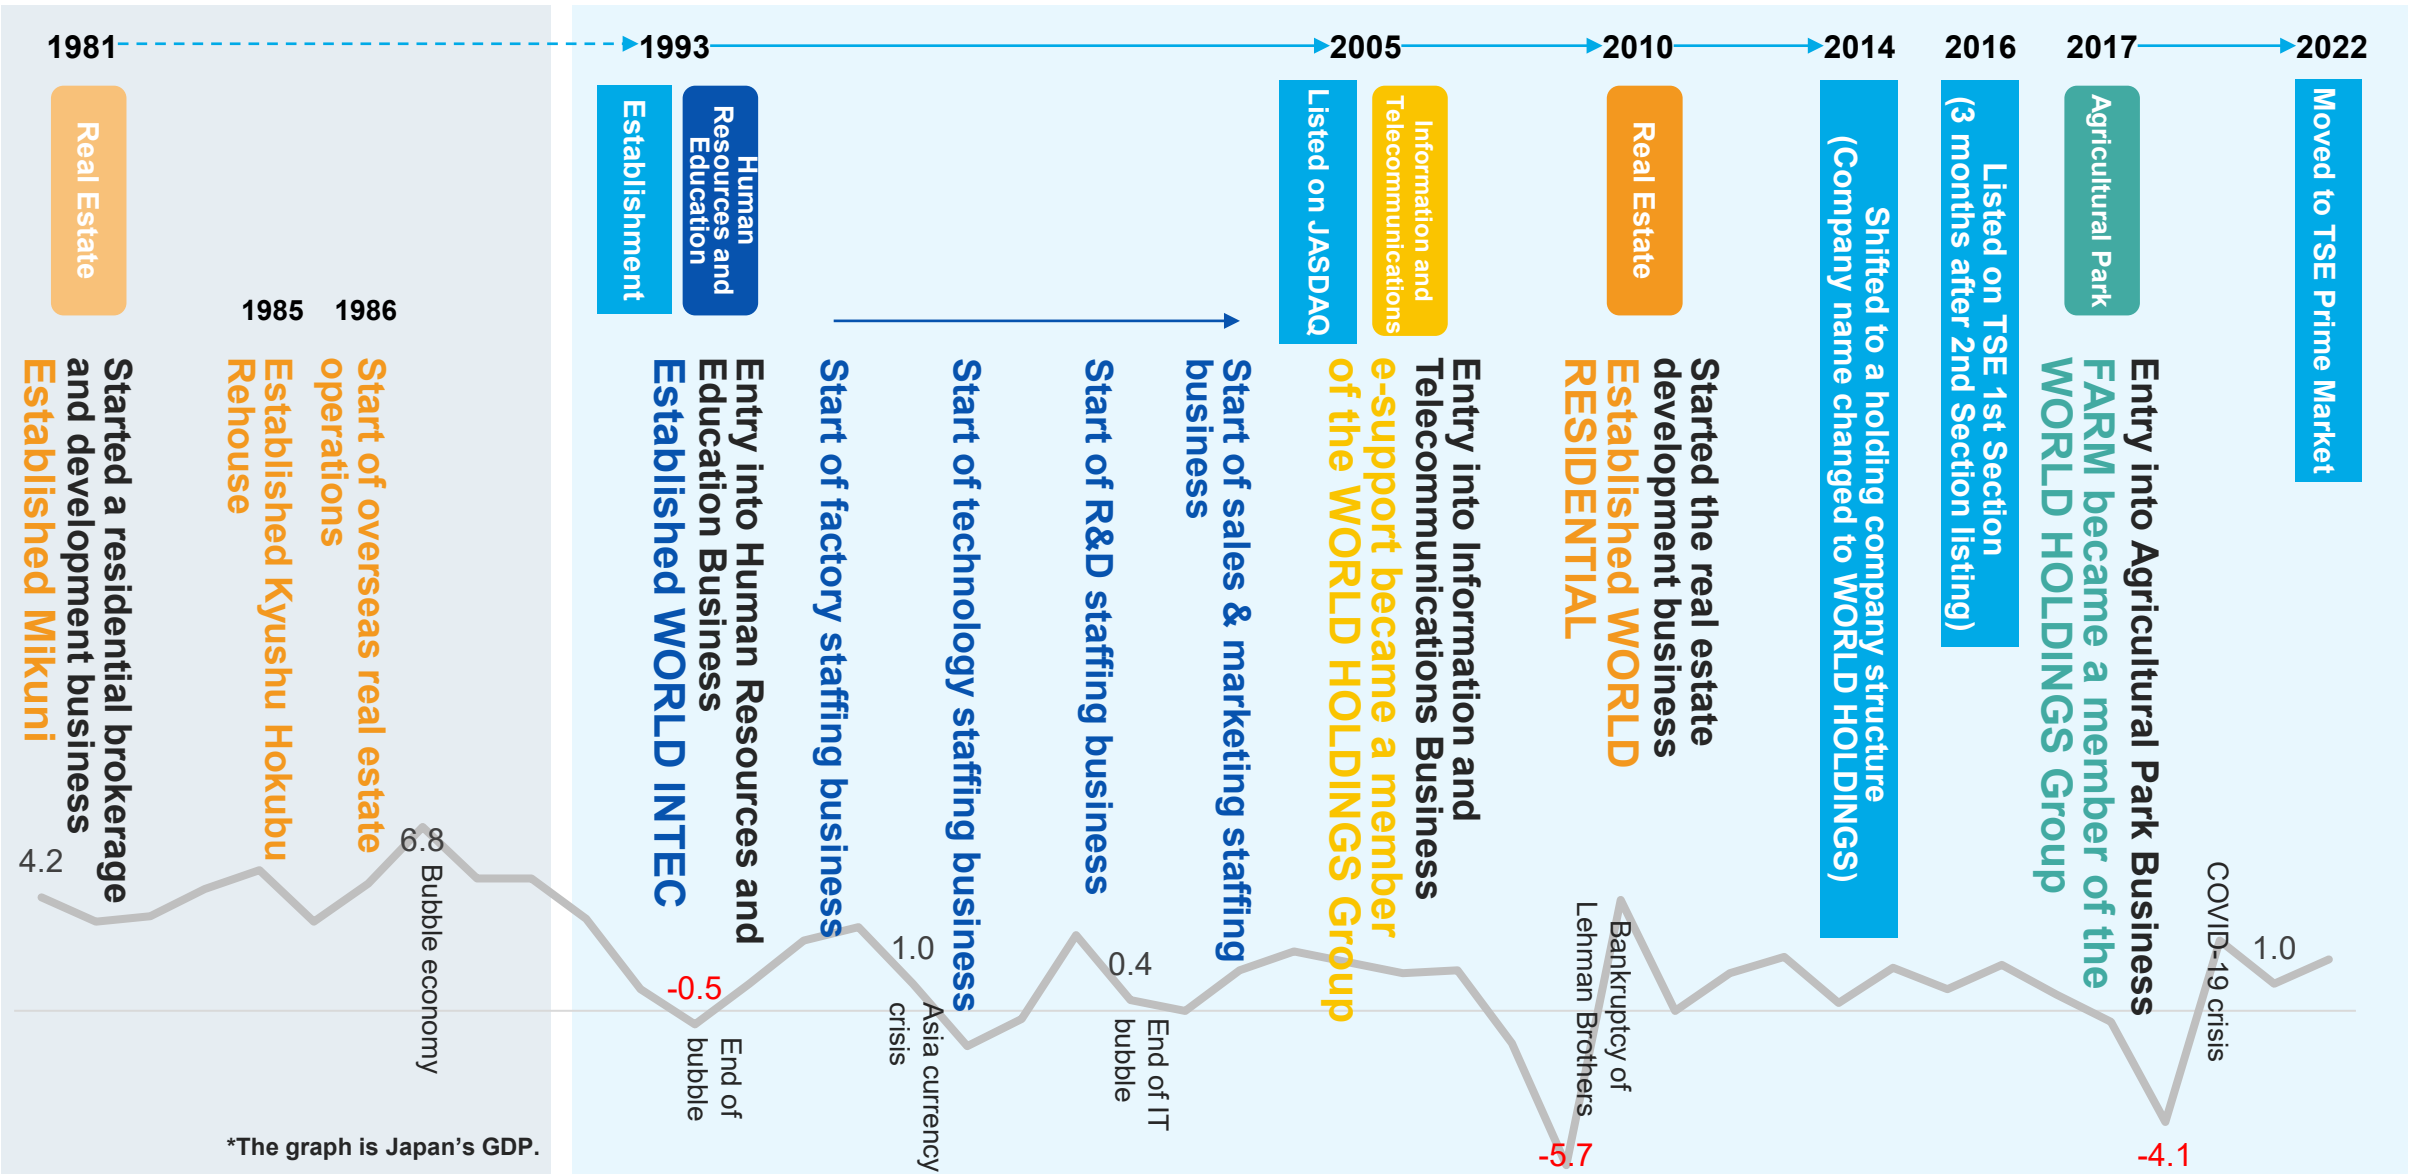 1981
1993
2005
2010
2014
2016
2017
2022
Real Estate
Started a residential brokerage
and development business
Established Mikuni
1985
Established Kyushu Hokubu
Rehouse
1986
Start of overseas real estate
operations
Establishment
Human
Resources and
Education
Entry into Human Resources and
Education Business
Established WORLD INTEC
Start of factory staffing business
Start of technology staffing business
Start of R&D staffing business
Start of sales & marketing staffing
business
Listed on JASDAQ
Information and
Telecommunications
Entry into Information and
Telecommunications Business
e-support became a member
of the WORLD HOLDINGS Group
Real Estate
Started the real estate
development business
Established WORLD
RESIDENTIAL
Shifted to a holding company structure
(Company name changed to WORLD HOLDINGS)
Listed on TSE 1st Section
(3 months after 2nd Section listing)
Agricultural Park
Entry into Agricultural Park Business
FARM became a member of the
WORLD HOLDINGS Group
Moved to TSE Prime Market
4.2
6.8
Bubble economy
-0.5
End of
bubble
1.0
Asia currency
crisis
0.4
End of IT
bubble
-5.7
Bankruptcy of
Lehman Brothers
-4.1
COVID-19 crisis
1.0
*The graph is Japan’s GDP.